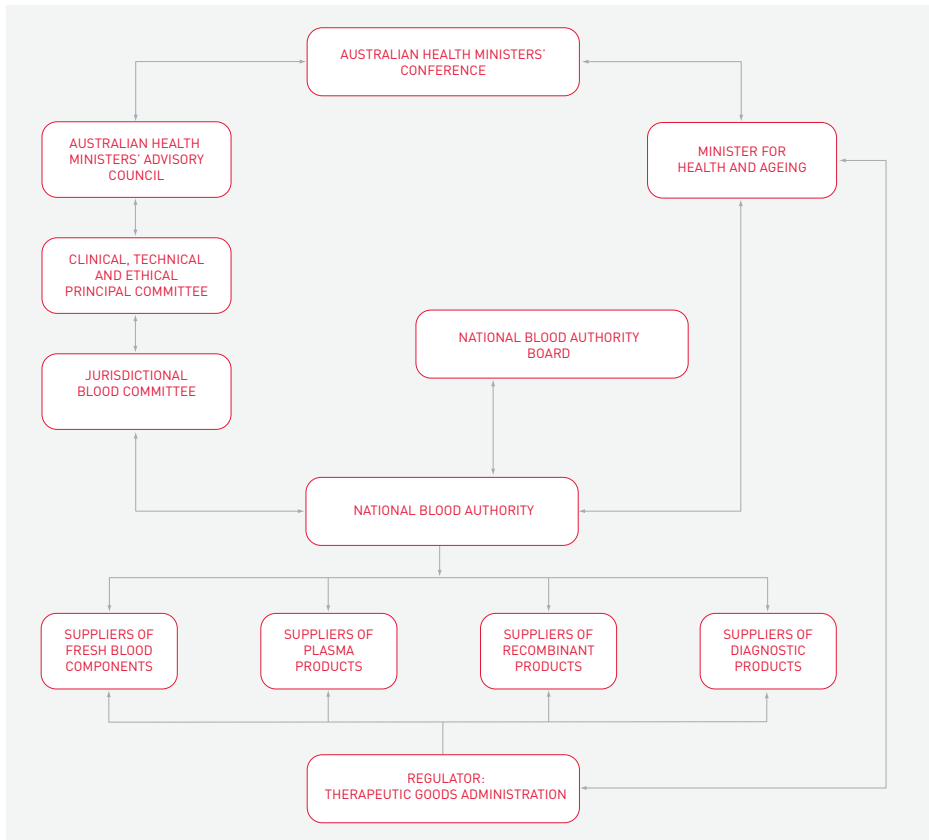 AUSTRALIAN HEALTH MINISTERS’
CONFERENCE
AUSTRALIAN HEALTH
MINISTERS’ ADVISORY
COUNCIL
MINISTER FOR
HEALTH AND AGEING
CLINICAL, TECHNICAL
AND ETHICAL
PRINCIPAL COMMITTEE
NATIONAL BLOOD AUTHORITY
BOARD
JURISDICTIONAL
BLOOD COMMITTEE
NATIONAL BLOOD AUTHORITY
SUPPLIERS OF
FRESH BLOOD
COMPONENTS
SUPPLIERS OF
PLASMA
PRODUCTS
SUPPLIERS OF
RECOMBINANT
PRODUCTS
SUPPLIERS OF
DIAGNOSTIC
PRODUCTS
REGULATOR:
THERAPEUTIC GOODS ADMINISTRATION